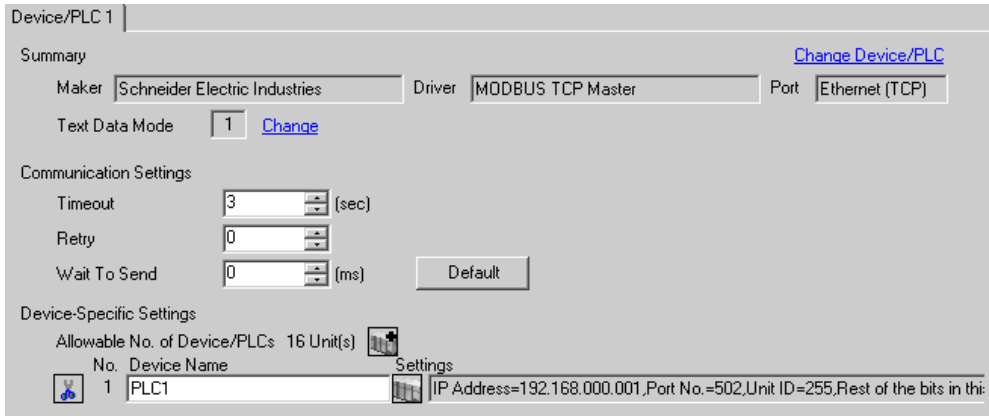 Device/PLC 1
Summary
Change Device/PLC
Maker Schneider Electric Industries Driver MODBUS TCP Master Port Ethernet (TCP)
Text Data Mode 1 Change
Communication Settings
Timeout 3 (sec)
Retry 0
Wait To Send 0 (ms) Default
Device-Specific Settings
Allowable No. of Device/PLCs 16 Unit(s)
No. Device Name Settings
1 PLC1 IP Address=192.168.000.001,Port No.=502,Unit ID=255,Rest of the bits in